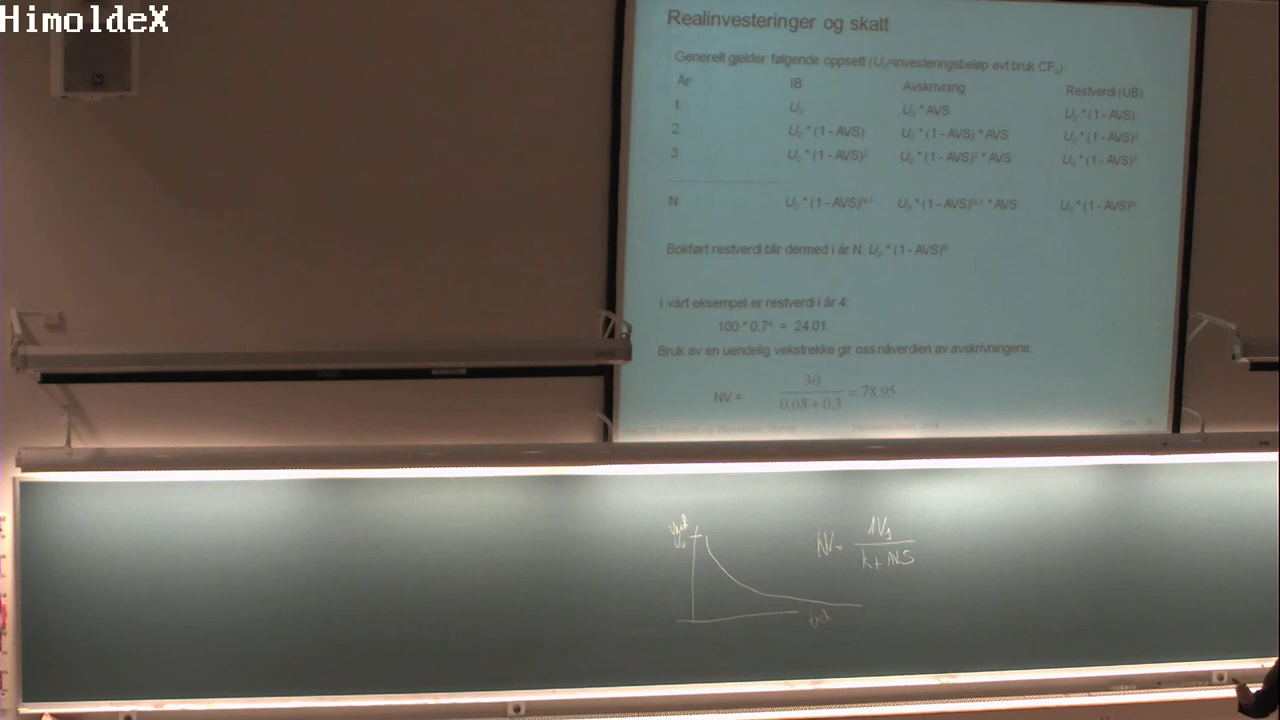 HimoldeX
Realinvesteringer og skatt
Generelt gjelder følgende oppsett (U₀=investeringsbeløp evt bruk CF₀)
År IB Avskrivning Restverdi (UB)
1 U₀ U₀ * AVS U₀ * (1 - AVS)
2 U₀ * (1 - AVS) U₀ * (1 - AVS) * AVS U₀ * (1 - AVS)²
3 U₀ * (1 - AVS)² U₀ * (1 - AVS)² * AVS U₀ * (1 - AVS)³
N U₀ * (1 - AVS)ᴺ⁻¹ U₀ * (1 - AVS)ᴺ⁻¹ * AVS U₀ * (1 - AVS)ᴺ
Bokført restverdi blir dermed i år N: U₀ * (1 - AVS)ᴺ
I vårt eksempel er restverdi i år 4:
100 * 0,7⁴ = 24.01.
Bruk av en uendelig vekstrekke gir oss nåverdien av avskrivningene.
NV = 30 / (0,08 + 0,3) = 78,95
NV = / k + AVS
tid